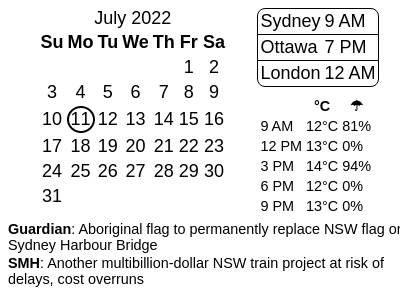 July 2022
Su Mo Tu We Th Fr Sa
1 2
3 4 5 6 7 8 9
10 11 12 13 14 15 16
17 18 19 20 21 22 23
24 25 26 27 28 29 30
31
Sydney 9 AM
Ottawa 7 PM
London 12 AM
°C ☂
9 AM 12°C 81%
12 PM 13°C 0%
3 PM 14°C 94%
6 PM 12°C 0%
9 PM 13°C 0%
Guardian: Aboriginal flag to permanently replace NSW flag on
Sydney Harbour Bridge
SMH: Another multibillion-dollar NSW train project at risk of
delays, cost overruns